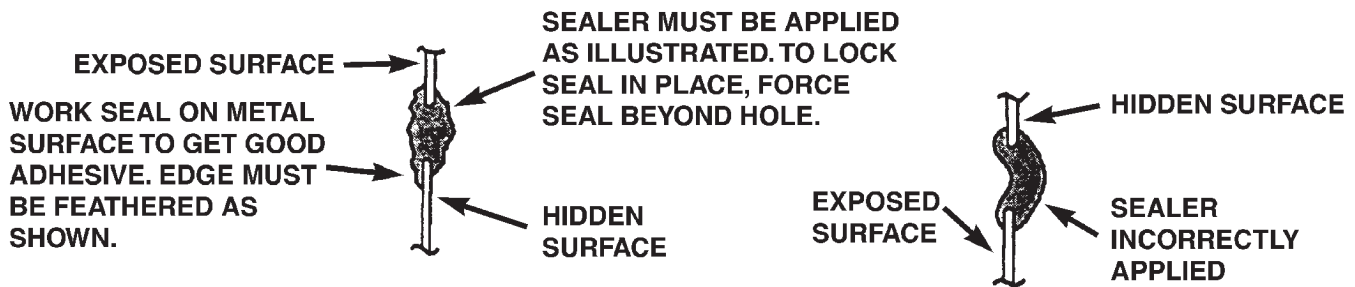 EXPOSED SURFACE
WORK SEAL ON METAL
SURFACE TO GET GOOD
ADHESIVE. EDGE MUST
BE FEATHERED AS
SHOWN.
SEALER MUST BE APPLIED
AS ILLUSTRATED. TO LOCK
SEAL IN PLACE, FORCE
SEAL BEYOND HOLE.
HIDDEN
SURFACE
HIDDEN SURFACE
EXPOSED
SURFACE
SEALER
INCORRECTLY
APPLIED